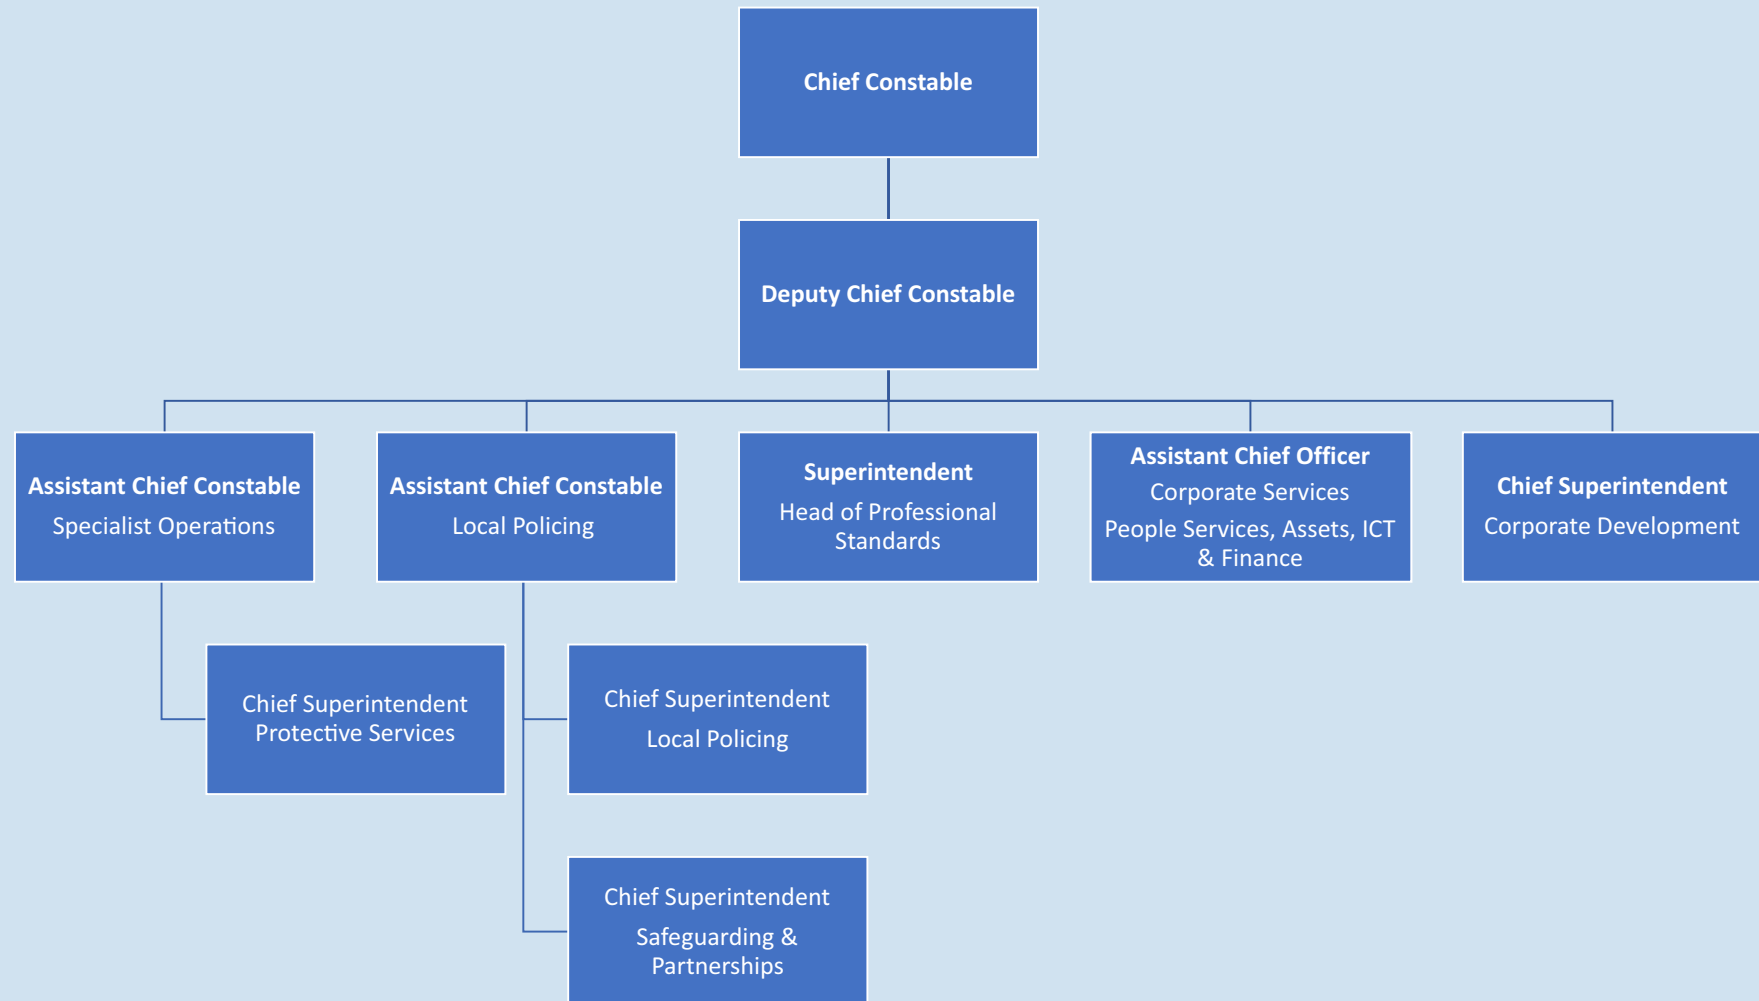 Chief Constable
Deputy Chief Constable
Assistant Chief Constable
Specialist Operations
Assistant Chief Constable
Local Policing
Superintendent
Head of Professional
Standards
Assistant Chief Officer
Corporate Services
People Services, Assets, ICT
& Finance
Chief Superintendent
Corporate Development
Chief Superintendent
Protective Services
Chief Superintendent
Local Policing
Chief Superintendent
Safeguarding &
Partnerships